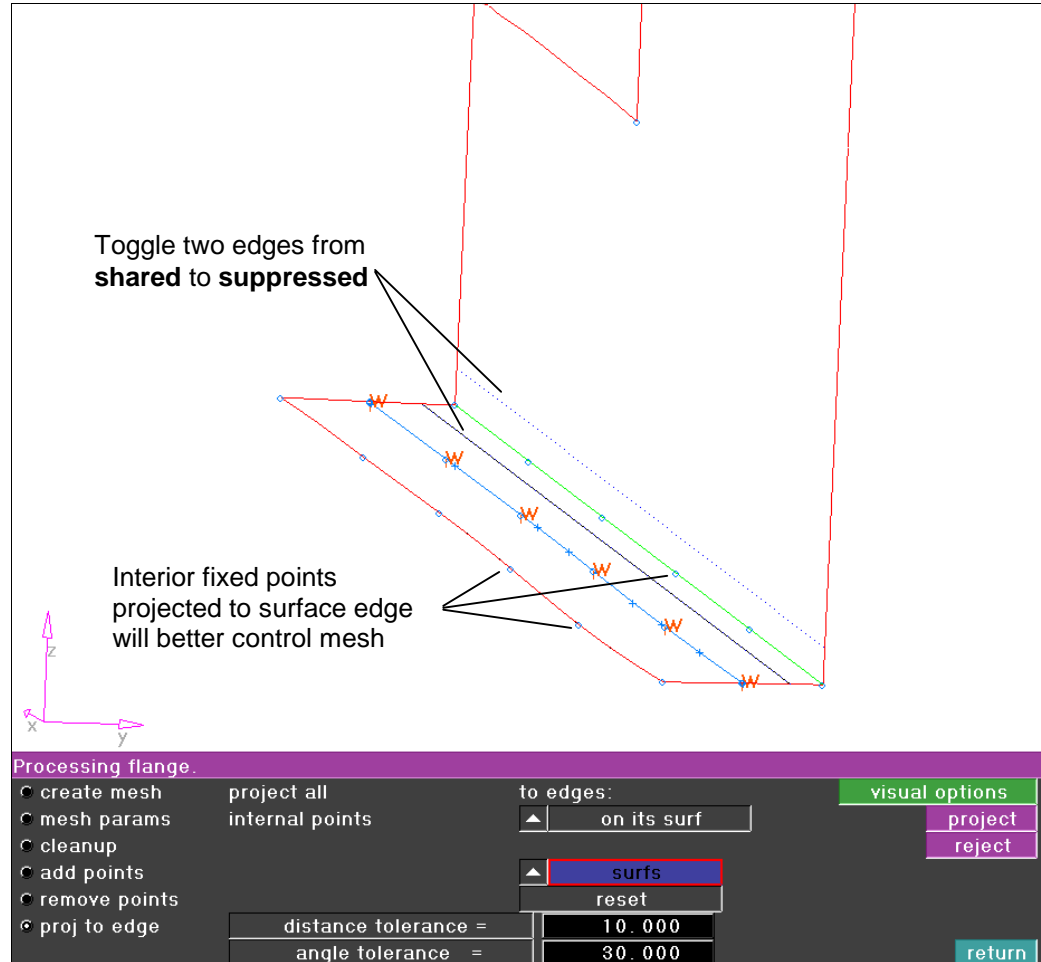 Toggle two edges from
shared to suppressed
W
W
W
W
W
W
Interior fixed points
projected to surface edge
will better control mesh
z
x
y
Processing flange.
create mesh project all to edges: visual options
mesh params internal points on its surf project
cleanup reject
add points surfs
remove points reset
proj to edge distance tolerance = 10.000
angle tolerance = 30.000 return